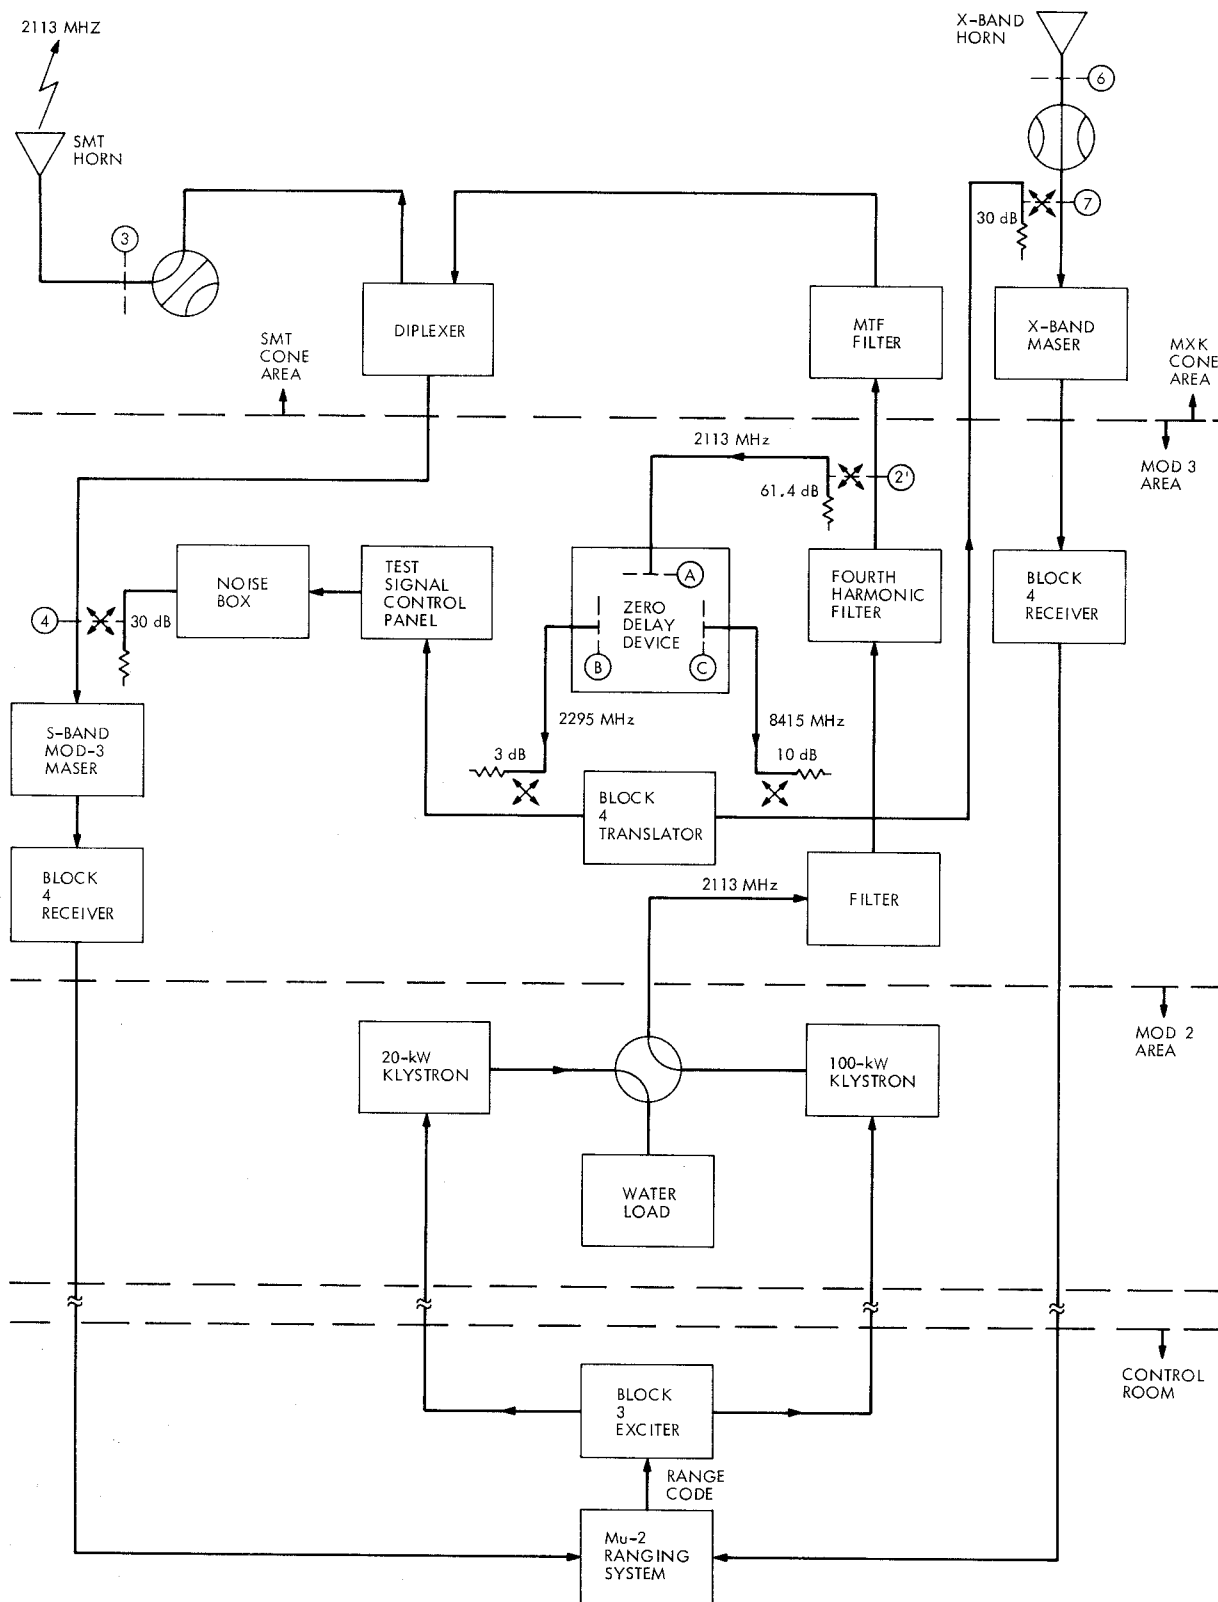 2113 MHZ
X-BAND
HORN
6
SMT
HORN
30 dB
7
3
DIPLEXER
MTF
FILTER
X-BAND
MASER
SMT
CONE
AREA
MXK
CONE
AREA
2113 MHz
MOD 3
AREA
61.4 dB
2'
NOISE
BOX
TEST
SIGNAL
CONTROL
PANEL
A
ZERO
DELAY
DEVICE
B
C
FOURTH
HARMONIC
FILTER
BLOCK
4
RECEIVER
4
30 dB
2295 MHz
8415 MHz
S-BAND
MOD-3
MASER
3 dB
10 dB
BLOCK
4
TRANSLATOR
BLOCK
4
RECEIVER
2113 MHz
FILTER
MOD 2
AREA
20-kW
KLYSTRON
100-kW
KLYSTRON
WATER
LOAD
CONTROL
ROOM
BLOCK
3
EXCITER
RANGE
CODE
Mu-2
RANGING
SYSTEM